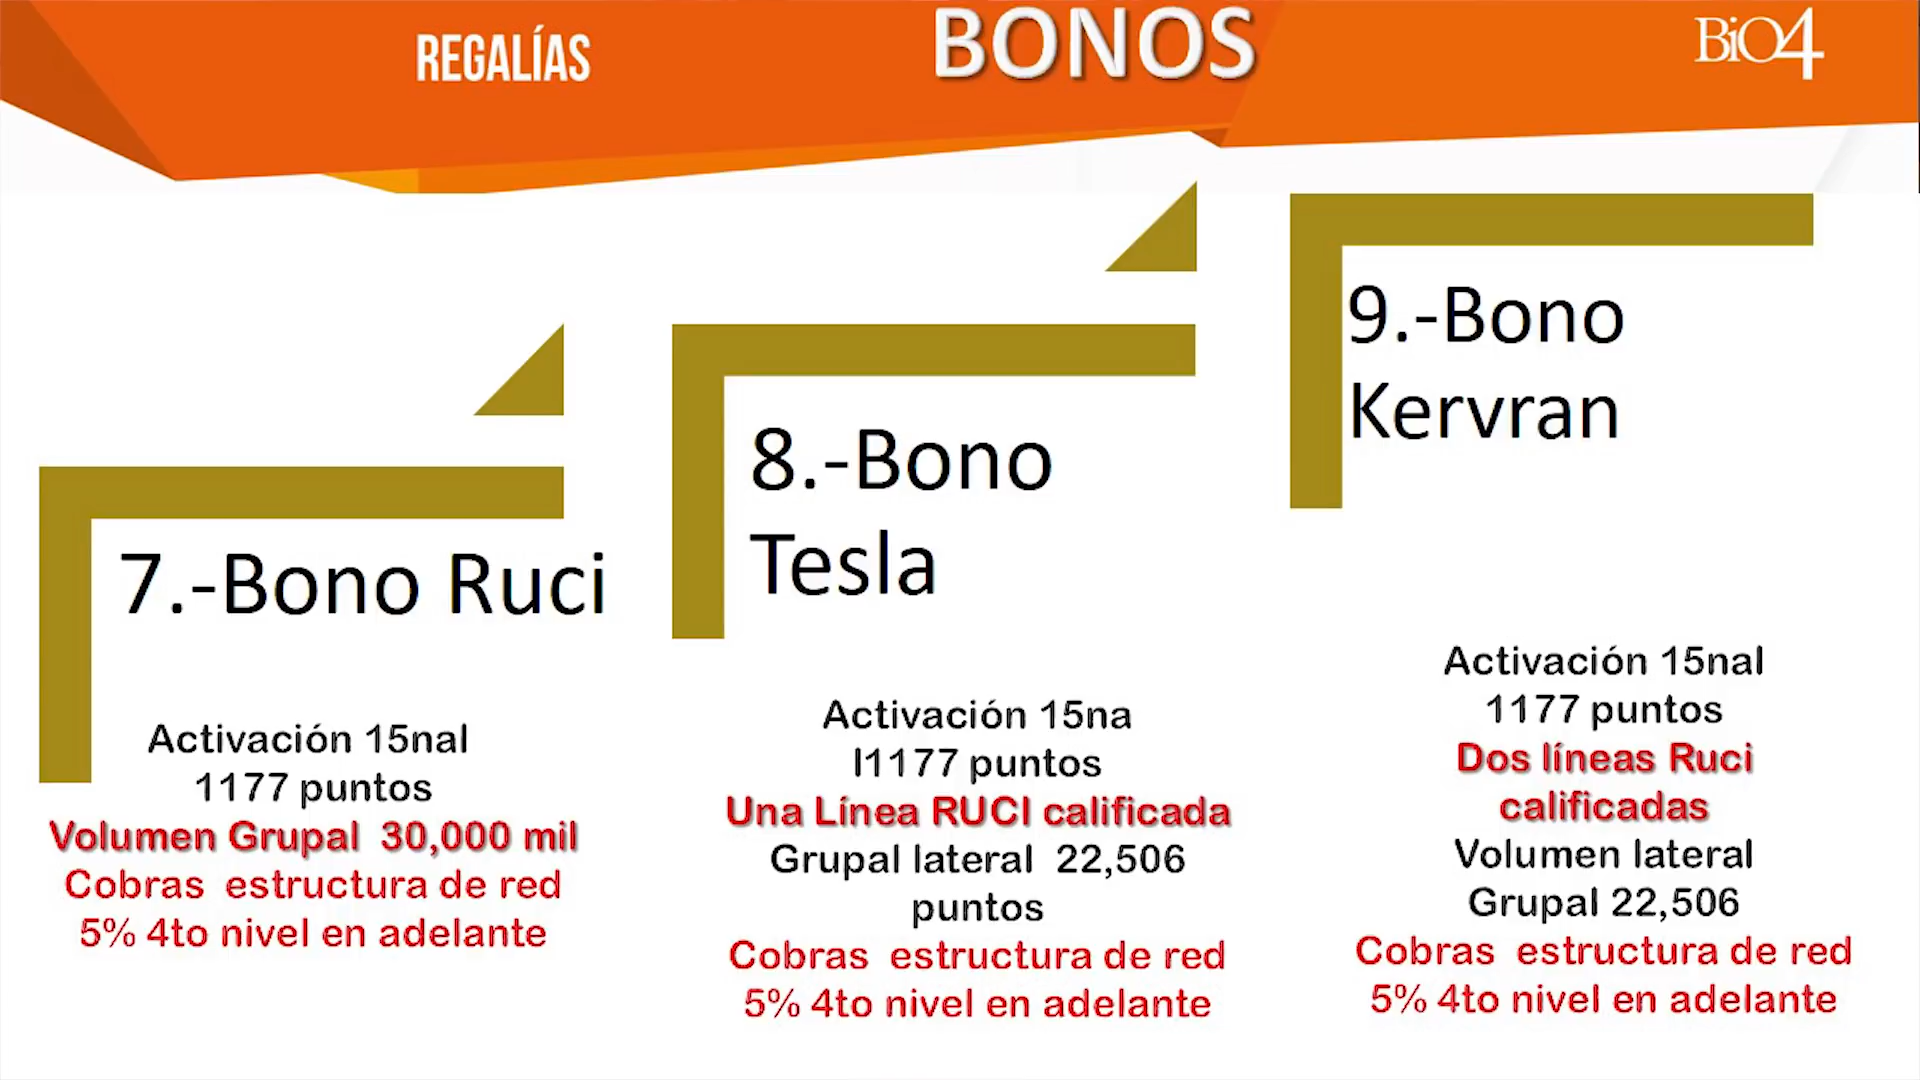 REGALÍAS
BONOS
BiO4
7.-Bono Ruci
Activación 15nal
1177 puntos
Volumen Grupal 30,000 mil
Cobras estructura de red
5% 4to nivel en adelante
8.-Bono
Tesla
Activación 15na
l1177 puntos
Una Línea RUCI calificada
Grupal lateral 22,506
puntos
Cobras estructura de red
5% 4to nivel en adelante
9.-Bono
Kervran
Activación 15nal
1177 puntos
Dos líneas Ruci
calificadas
Volumen lateral
Grupal 22,506
Cobras estructura de red
5% 4to nivel en adelante